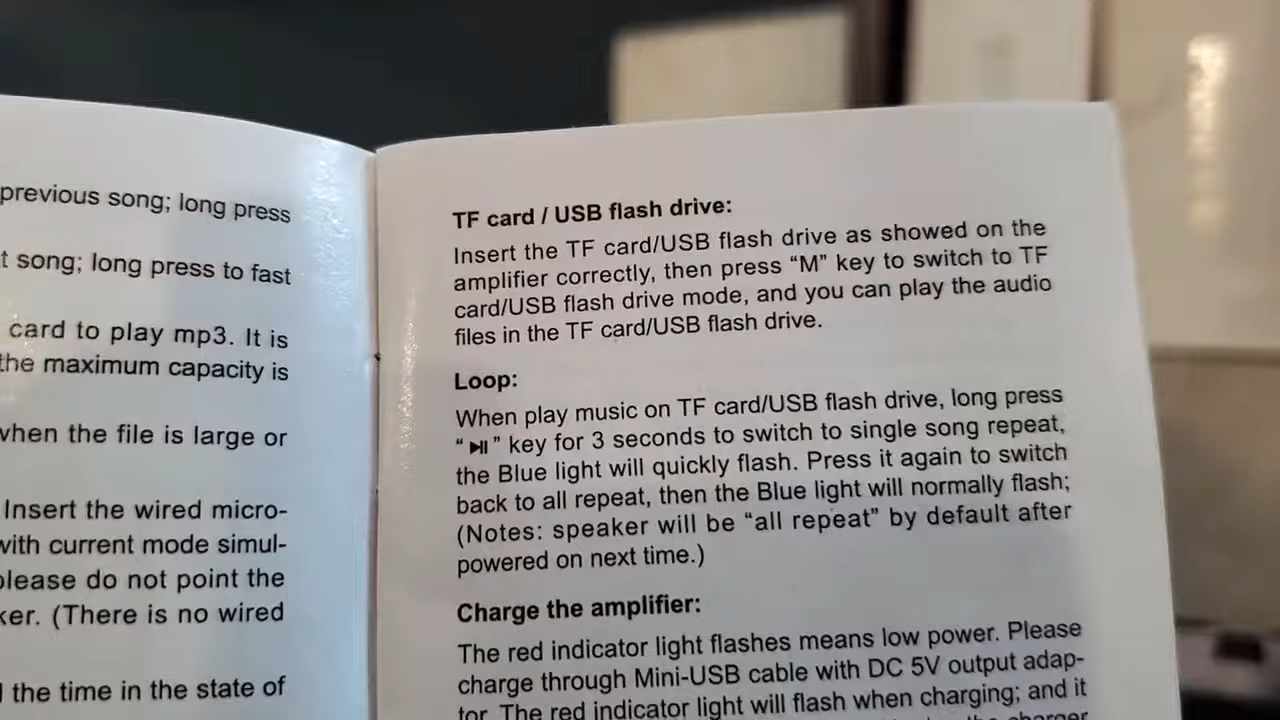 previous song; long press
song; long press to fast
card to play mp3. It is
the maximum capacity is
when the file is large or
Insert the wired micro-
with current mode simul-
please do not point the
(There is no wired
the time in the state of
TF card / USB flash drive:
Insert the TF card/USB flash drive as showed on the
amplifier correctly, then press “M” key to switch to TF
card/USB flash drive mode, and you can play the audio
files in the TF card/USB flash drive.
Loop:
When play music on TF card/USB flash drive, long press
“ ⏯ ” key for 3 seconds to switch to single song repeat,
the Blue light will quickly flash. Press it again to switch
back to all repeat, then the Blue light will normally flash;
(Notes: speaker will be “all repeat” by default after
powered on next time.)
Charge the amplifier:
The red indicator light flashes means low power. Please
charge through Mini-USB cable with DC 5V output adap-
tor. The red indicator light will flash when charging; and it
the charger